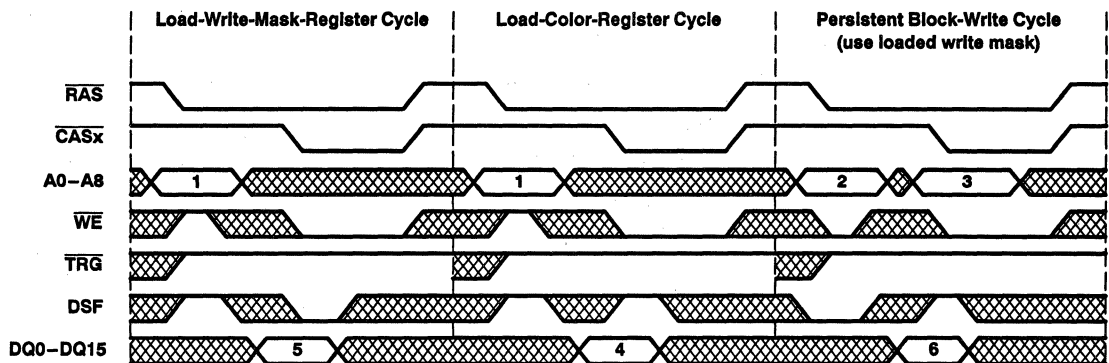 Load-Write-Mask-Register Cycle
Load-Color-Register Cycle
Persistent Block-Write Cycle
(use loaded write mask)
RAS
CASx
A0–A8 1 1 2 3
WE
TRG
DSF
DQ0–DQ15 5 4 6